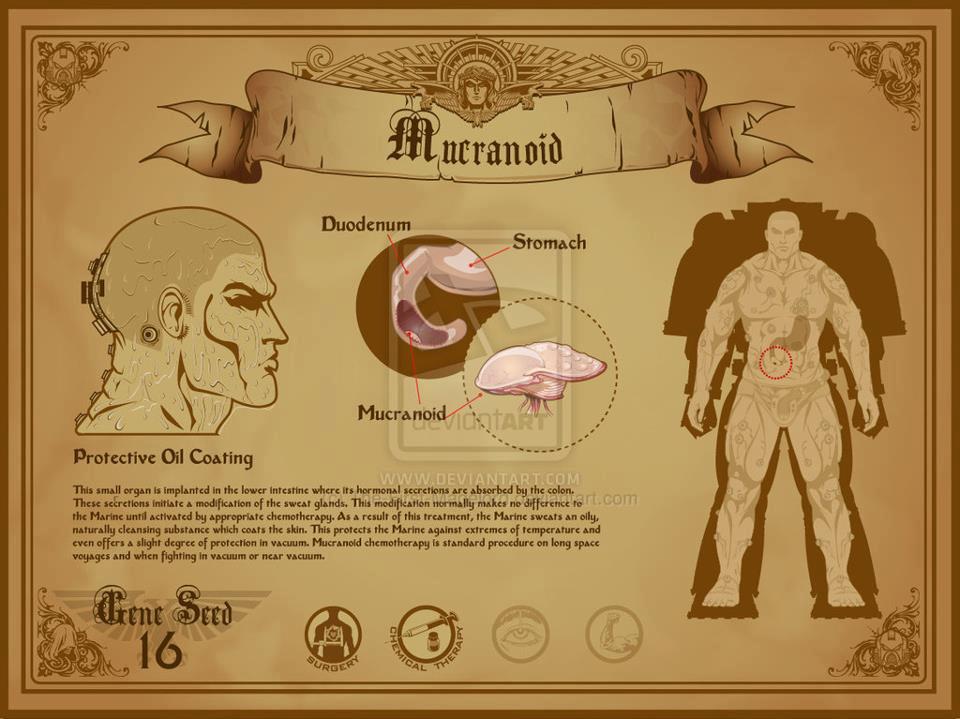 Mucranoid
Duodenum
Stomach
Mucranoid
deviantART
WWW.DEVIANTART.COM
Protective Oil Coating
This small organ is implanted in the lower intestine where its hormonal secretions are absorbed by the colon.
These secretions initiate a modification of the sweat glands. This modification normally makes no difference to
the Marine until activated by appropriate chemotherapy. As a result of this treatment, the Marine sweats an oily,
naturally cleansing substance which coats the skin. This protects the Marine against extremes of temperature and
even offers a slight degree of protection in vacuum. Mucranoid chemotherapy is standard procedure on long space
voyages and when fighting in vacuum or near vacuum.
Gene Seed
16
SURGERY
CHEMICAL THERAPY